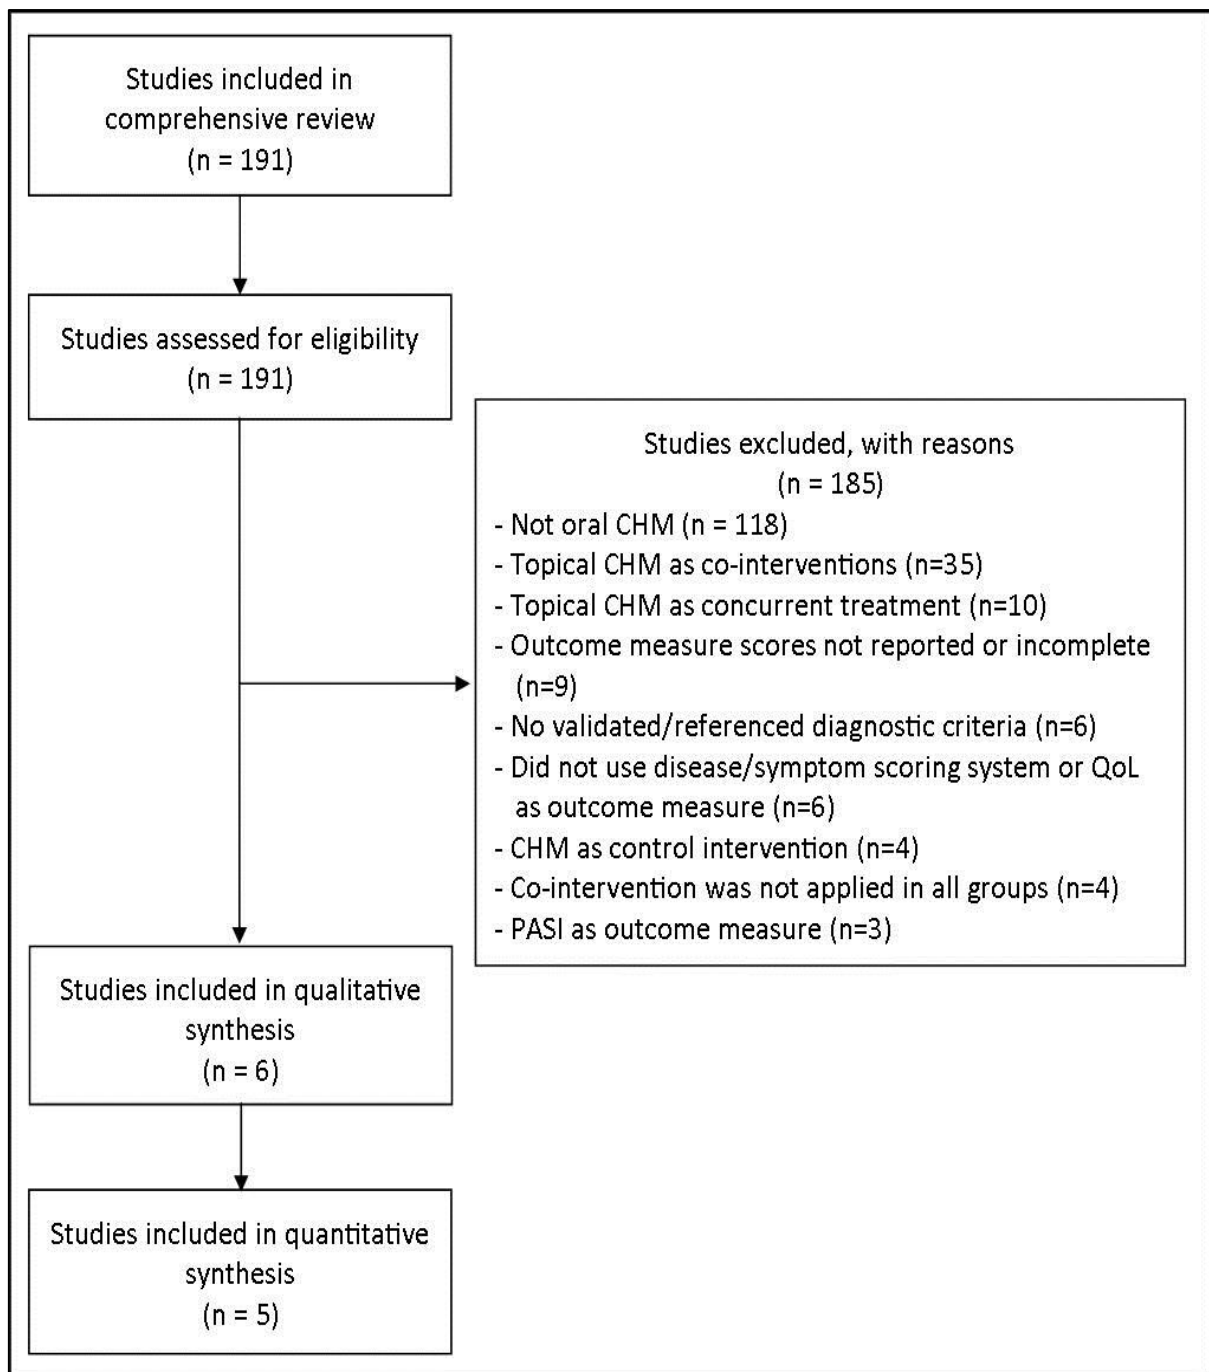 Studies included in
comprehensive review
(n = 191)
Studies assessed for eligibility
(n = 191)
Studies excluded, with reasons
(n = 185)
- Not oral CHM (n = 118)
- Topical CHM as co-interventions (n=35)
- Topical CHM as concurrent treatment (n=10)
- Outcome measure scores not reported or incomplete
(n=9)
- No validated/referenced diagnostic criteria (n=6)
- Did not use disease/symptom scoring system or QoL
as outcome measure (n=6)
- CHM as control intervention (n=4)
- Co-intervention was not applied in all groups (n=4)
- PASI as outcome measure (n=3)
Studies included in qualitative
synthesis
(n = 6)
Studies included in quantitative
synthesis
(n = 5)